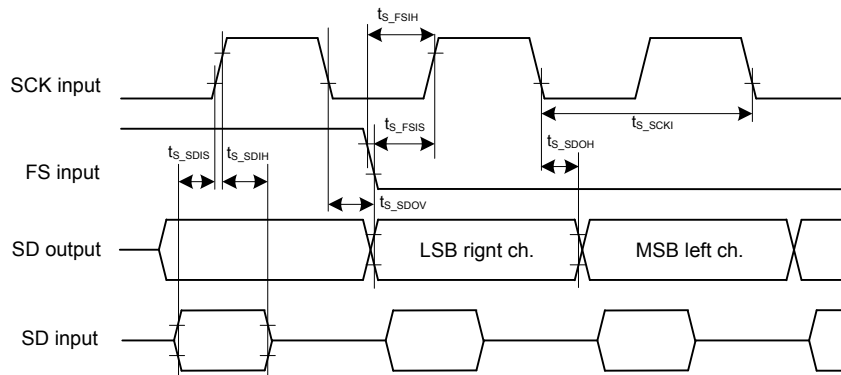 tS_FSIH
SCK input
tS_FSIS
tS_SCKI
tS_SDIS
tS_SDIH
tS_SDOH
FS input
tS_SDOV
SD output
LSB rignt ch.
MSB left ch.
SD input